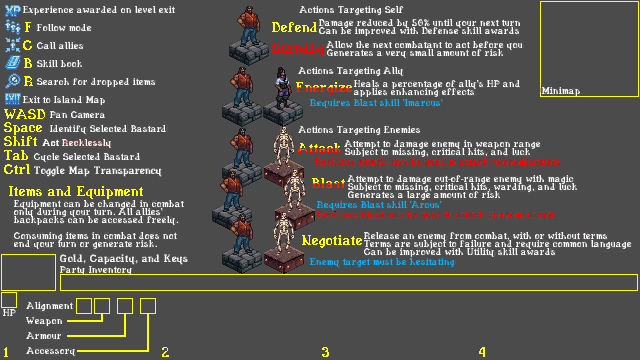 XP Experience awarded on level exit
F Follow mode
C Call allies
B Skill book
R Search for dropped items
EXIT Exit to Island Map
WASD Pan Camera
Space Identify Selected Bastard
Shift Act Recklessly
Tab Cycle Selected Bastard
Ctrl Toggle Map Transparency
Items and Equipment
Equipment can be changed in combat
only during your turn. All allies'
backpacks can be accessed freely.
Consuming items in combat does not
end your turn or generate risk.
Actions Targeting Self
Defend Damage reduced by 50% until your next turn
Can be improved with Defense skill awards
Standby Allow the next combatant to act before you
Generates a very small amount of risk
Actions Targeting Ally
Energize Heals a percentage of ally's HP and
applies enhancing effects
Requires Blast skill 'Imarcus'
Actions Targeting Enemies
Attack Attempt to damage enemy in weapon range
Subject to missing, critical hits, and luck
Blast Attempt to damage out-of-range enemy with magic
Subject to missing, critical hits, warding, and luck
Generates a large amount of risk
Requires Blast skill 'Arcus'
Negotiate Release an enemy from combat, with or without terms
Terms are subject to failure and require common language
Can be improved with Utility skill awards
Enemy target must be hesitating
Minimap
Gold, Capacity, and Keys
Party Inventory
HP
Alignment
Weapon
Armour
Accessory
1 2 3 4